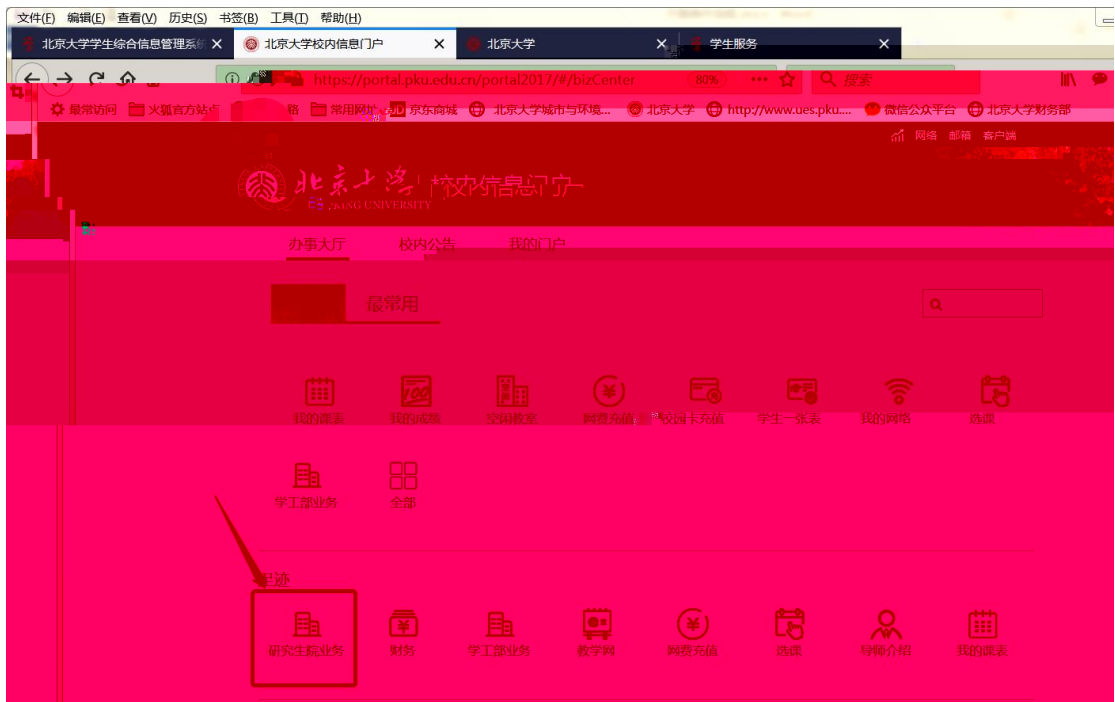 文件(F) 编辑(E) 查看(V) 历史(S) 书签(B) 工具(T) 帮助(H)
北京大学学生综合信息管理系统 北京大学校内信息门户 北京大学 学生服务
https://portal.pku.edu.cn/portal2017/#/bizCenter 80% 搜索
最常访问 火狐官方站点 常用网址 JD 京东商城 北京大学城市与环境... 北京大学 http://www.ues.pku.... 微信公众平台 北京大学财务部
网络 邮箱 客户端
北京大学 校内信息门户
UNIVERSITY
办事大厅 校内公告 我的门户
最常用
我的课表 我的成绩 空闲教室 网费充值 校园卡充值 学生一张表 我的网络 选课
学工部业务 全部
足迹
研究生院业务 财务 学工部业务 教学网 网费充值 选课 导师介绍 我的课表